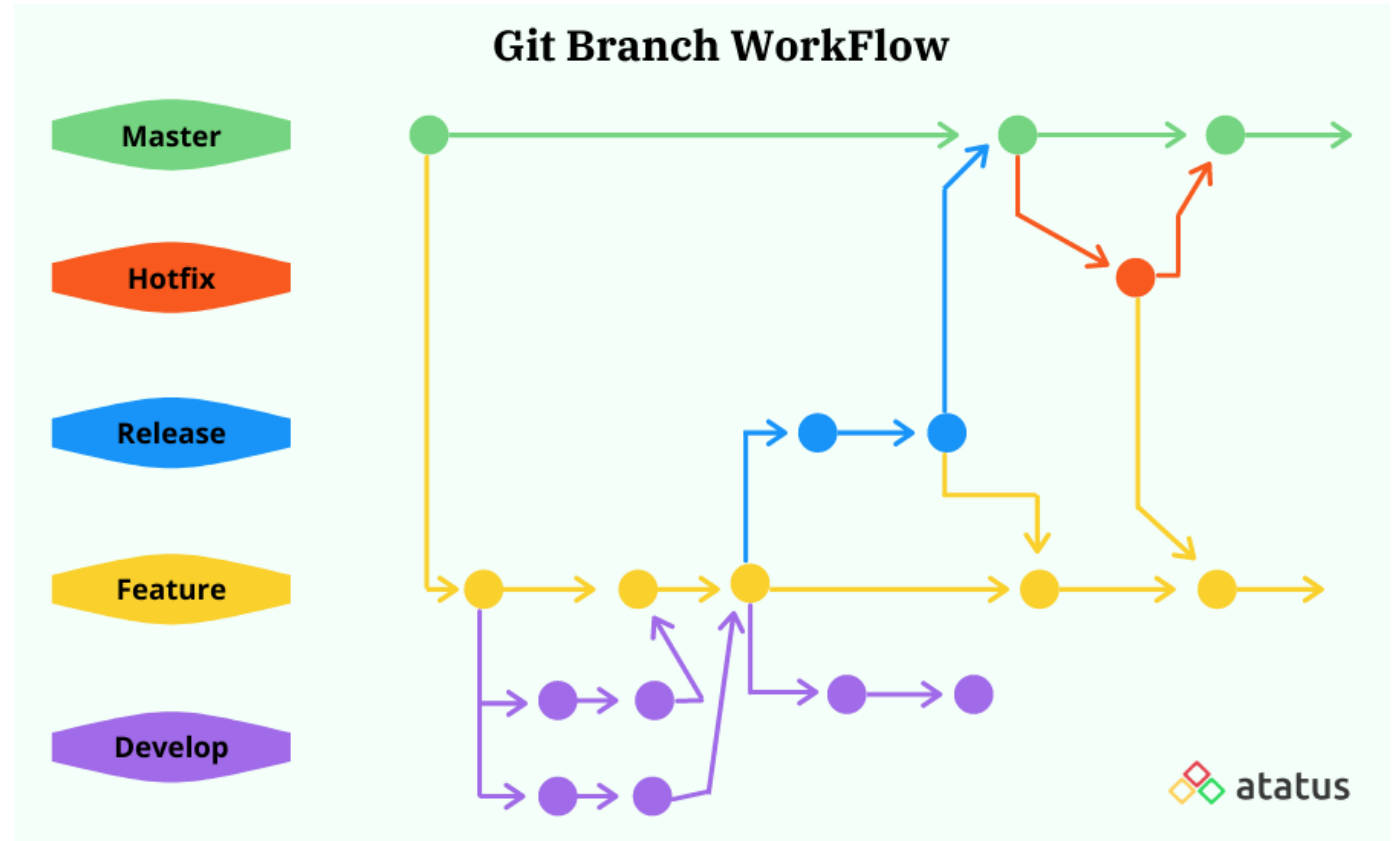 Git Branch WorkFlow
Master
Hotfix
Release
Feature
Develop
atatus